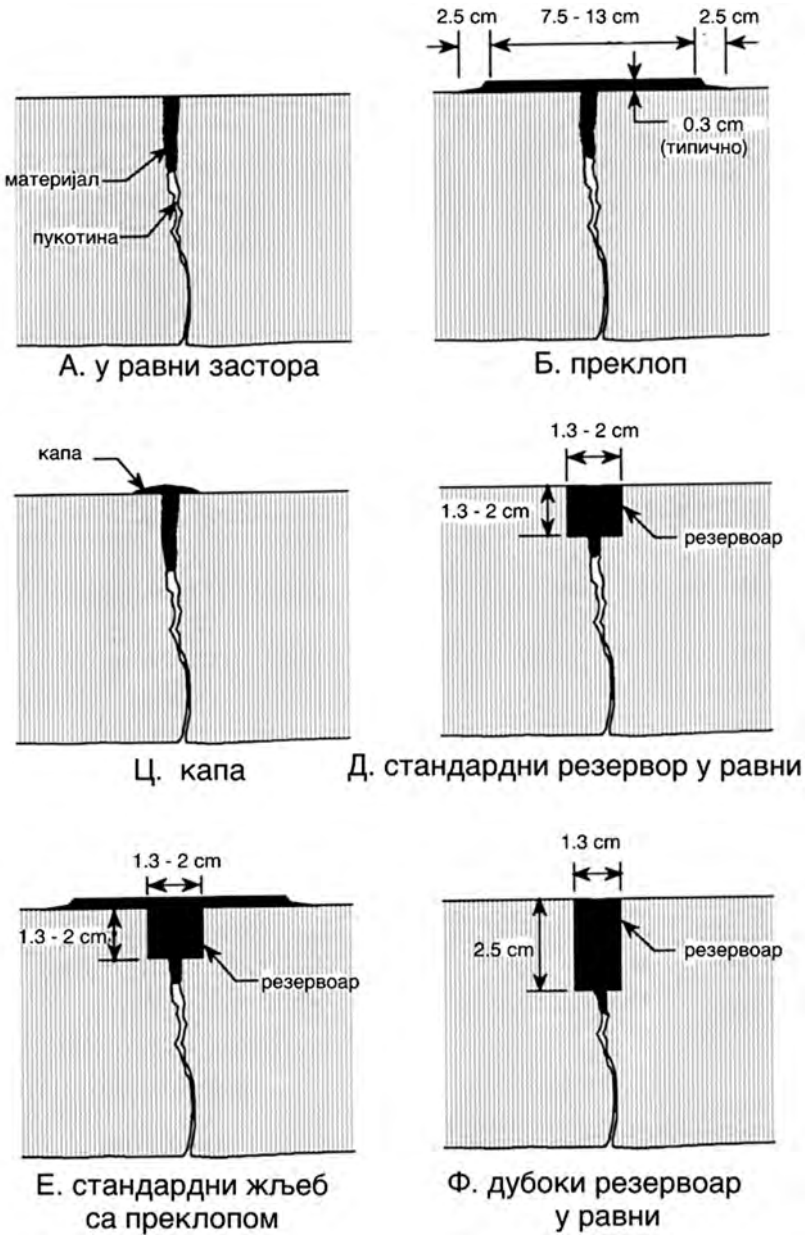 2.5 cm
7.5 - 13 cm
2.5 cm
0.3 cm
(типично)
материјал
пукотина
А. у равни застора
Б. преклоп
капа
1.3 - 2 cm
1.3 - 2 cm
резервоар
Ц. капа
Д. стандардни резервор у равни
1.3 - 2 cm
1.3 - 2 cm
резервоар
1.3 cm
2.5 cm
резервоар
Е. стандардни жљеб
са преклопом
Ф. дубоки резервоар
у равни